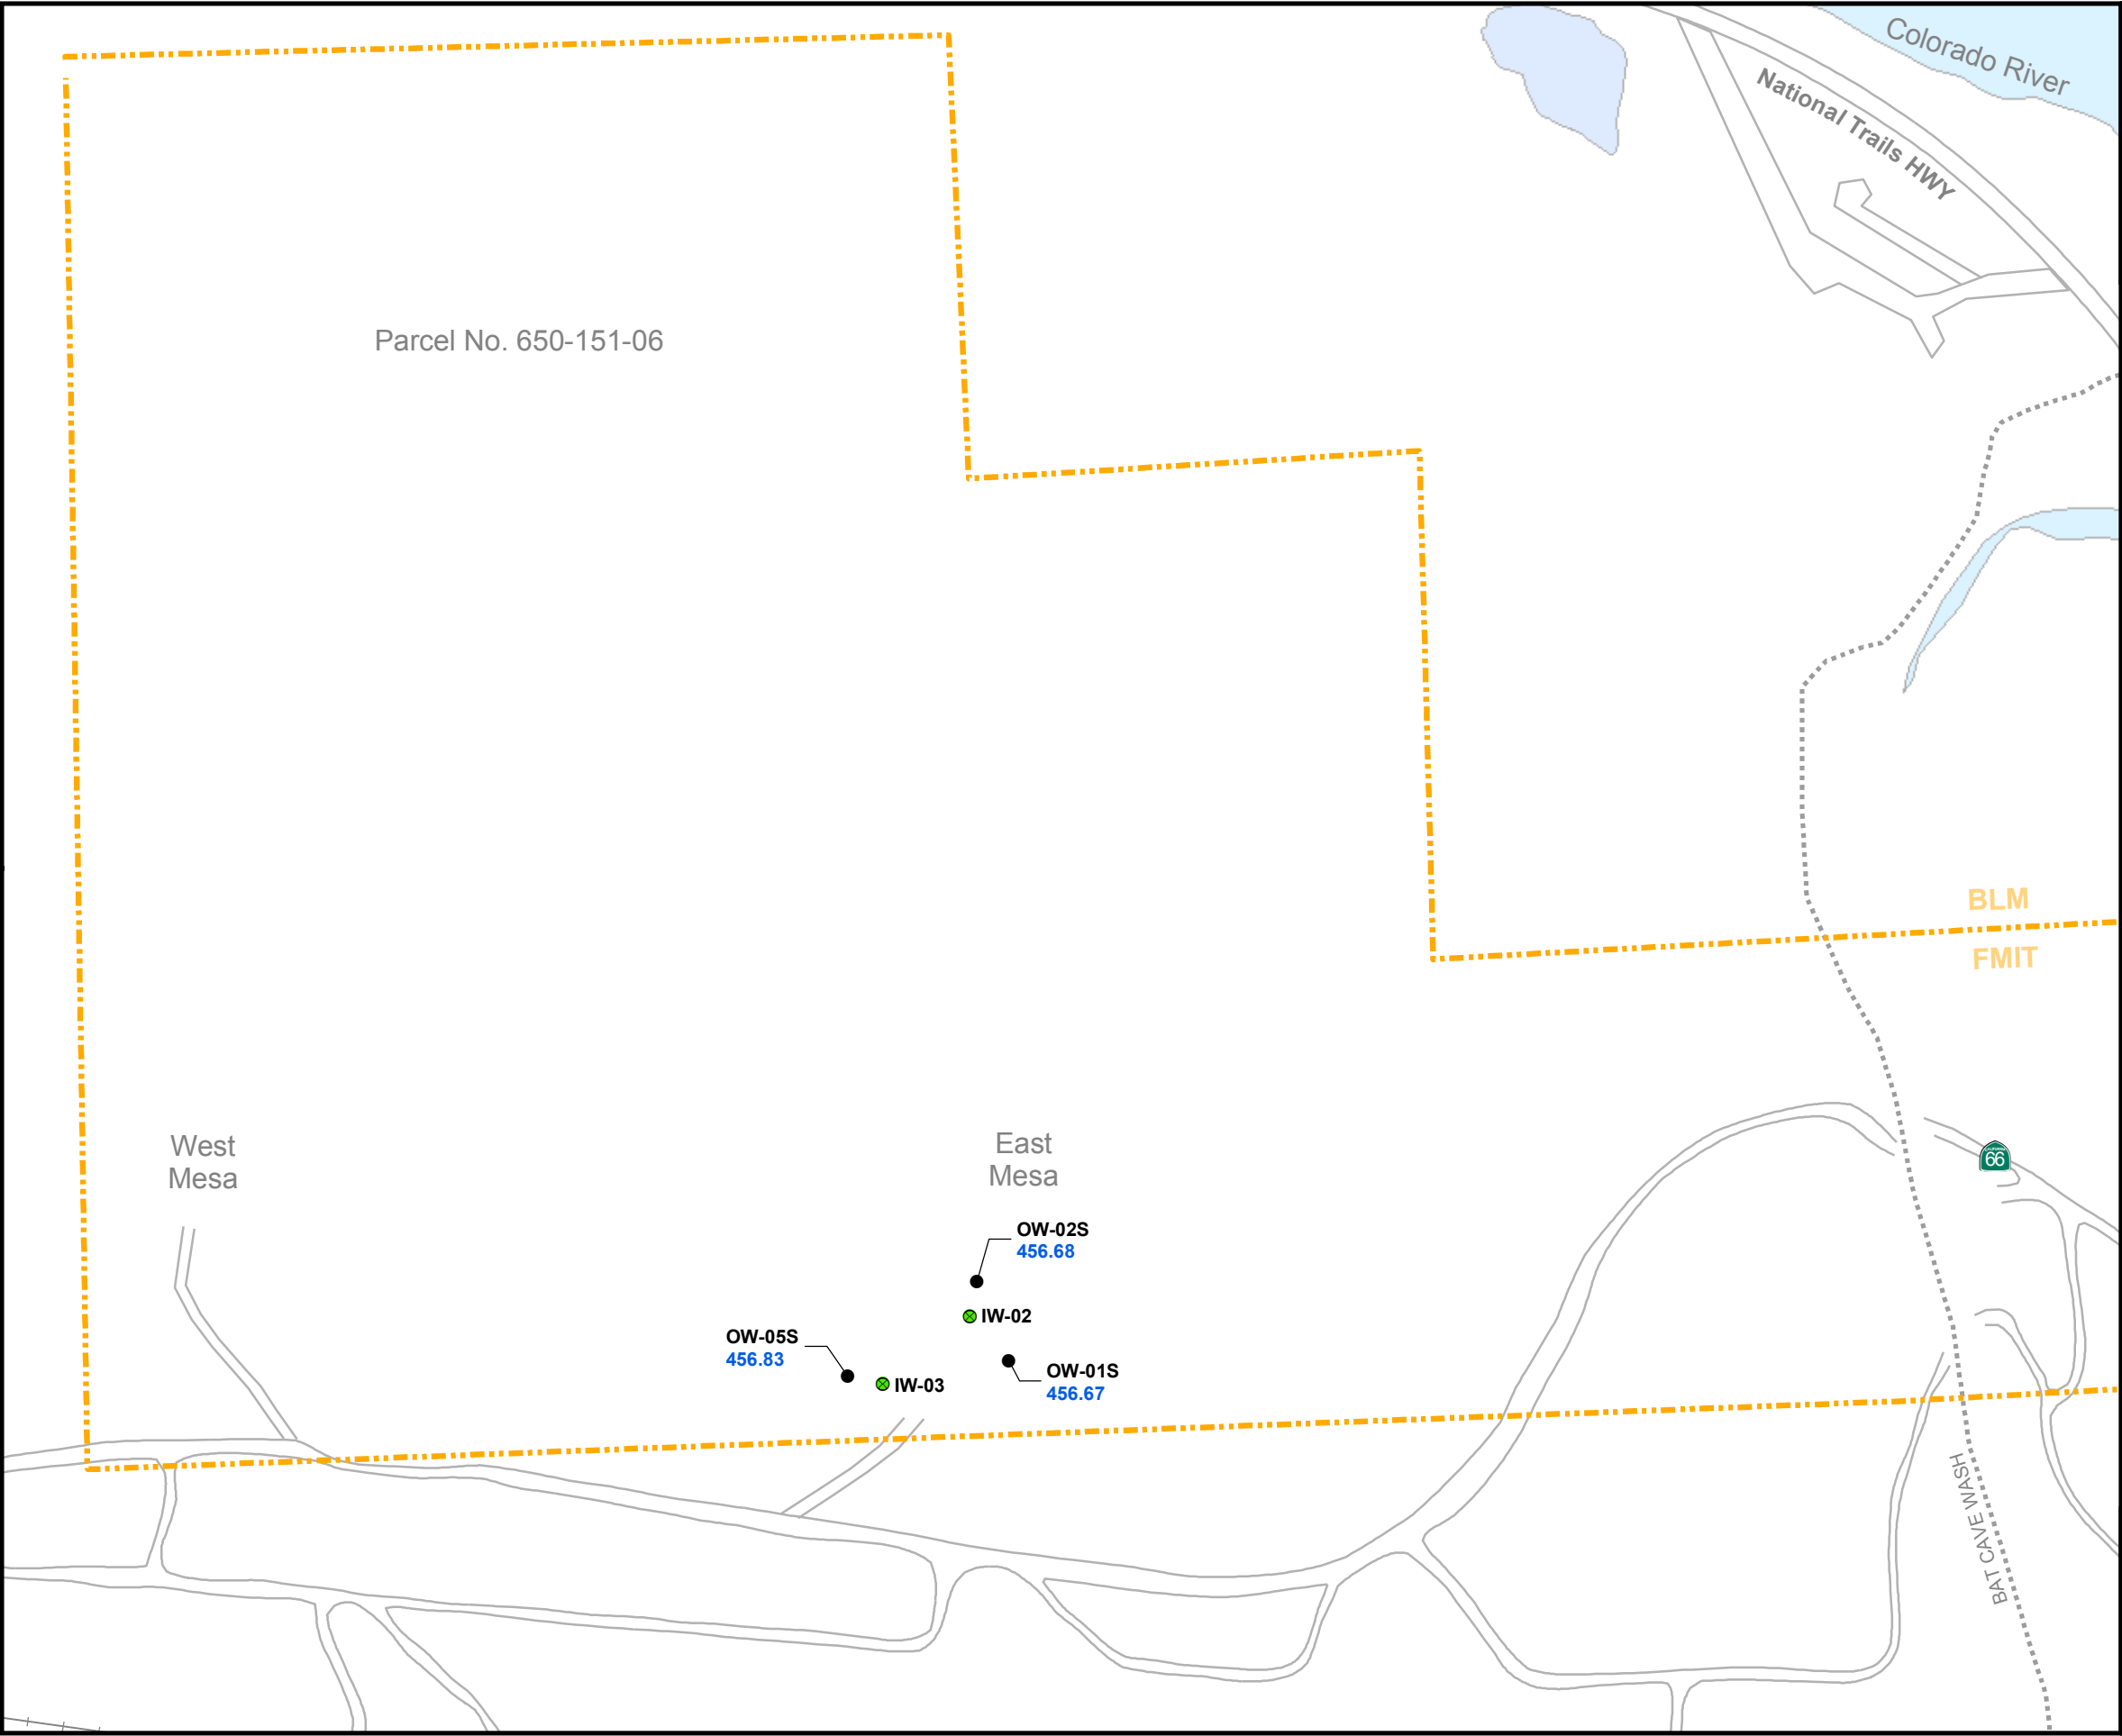 Colorado River
National Trails HWY
Parcel No. 650-151-06
BLM
FMIT
West
Mesa
East
Mesa
66
OW-02S
456.68
IW-02
OW-05S
456.83
IW-03
OW-01S
456.67
BAT CAVE WASH